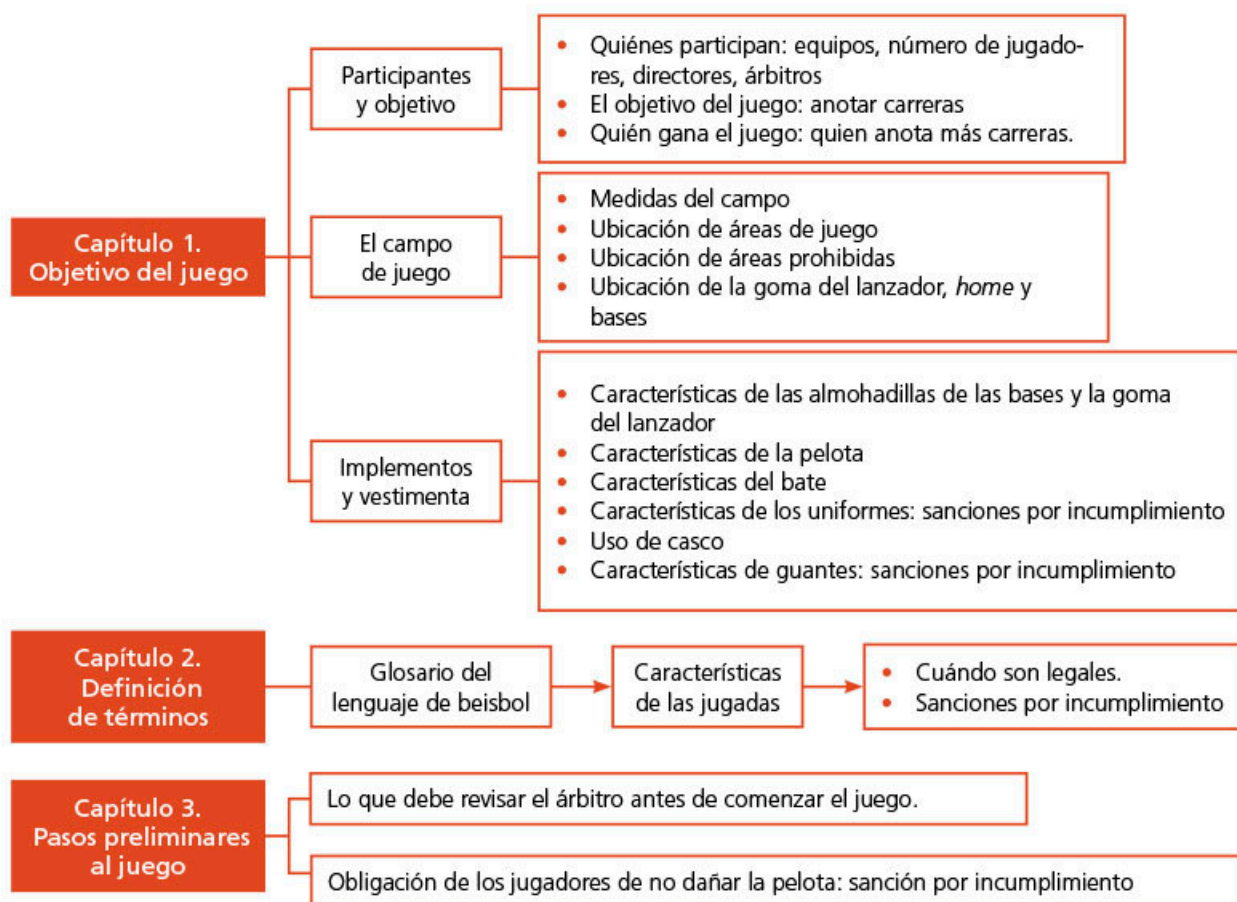 Capítulo 1.
Objetivo del juego
Participantes
y objetivo
• Quiénes participan: equipos, número de jugado-
res, directores, árbitros
• El objetivo del juego: anotar carreras
• Quién gana el juego: quien anota más carreras.
El campo
de juego
• Medidas del campo
• Ubicación de áreas de juego
• Ubicación de áreas prohibidas
• Ubicación de la goma del lanzador, home y
bases
Implementos
y vestimenta
• Características de las almohadillas de las bases y la goma
del lanzador
• Características de la pelota
• Características del bate
• Características de los uniformes: sanciones por incumplimiento
• Uso de casco
• Características de guantes: sanciones por incumplimiento
Capítulo 2.
Definición
de términos
Glosario del
lenguaje de beisbol
Características
de las jugadas
• Cuándo son legales.
• Sanciones por incumplimiento
Capítulo 3.
Pasos preliminares
al juego
Lo que debe revisar el árbitro antes de comenzar el juego.
Obligación de los jugadores de no dañar la pelota: sanción por incumplimiento